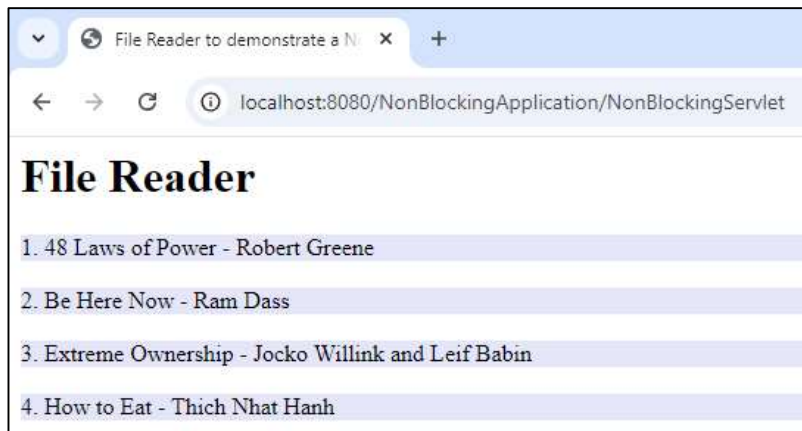 File Reader to demonstrate a N
localhost:8080/NonBlockingApplication/NonBlockingServlet
File Reader
1. 48 Laws of Power - Robert Greene
2. Be Here Now - Ram Dass
3. Extreme Ownership - Jocko Willink and Leif Babin
4. How to Eat - Thich Nhat Hanh